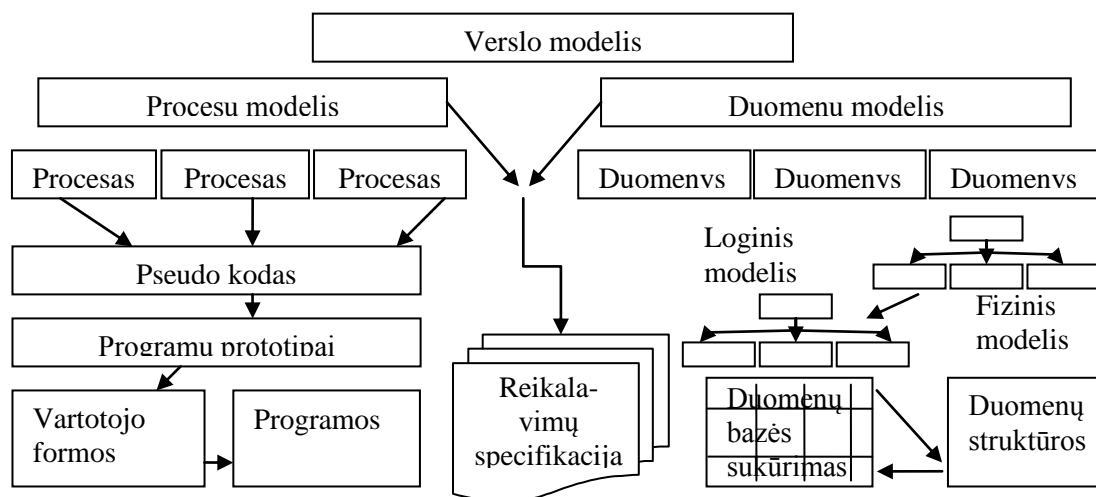 Verslo modelis
Procesu modelis
Duomenu modelis
Procesas
Procesas
Procesas
Duomenys
Duomenys
Duomenys
Loginis
modelis
Pseudo kodas
Fizinis
modelis
Programu prototipai
Reikala-
vimų
specifikacija
Vartotojo
formos
Programos
Duomenų
bazės
sukūrimas
Duomenų
struktūros